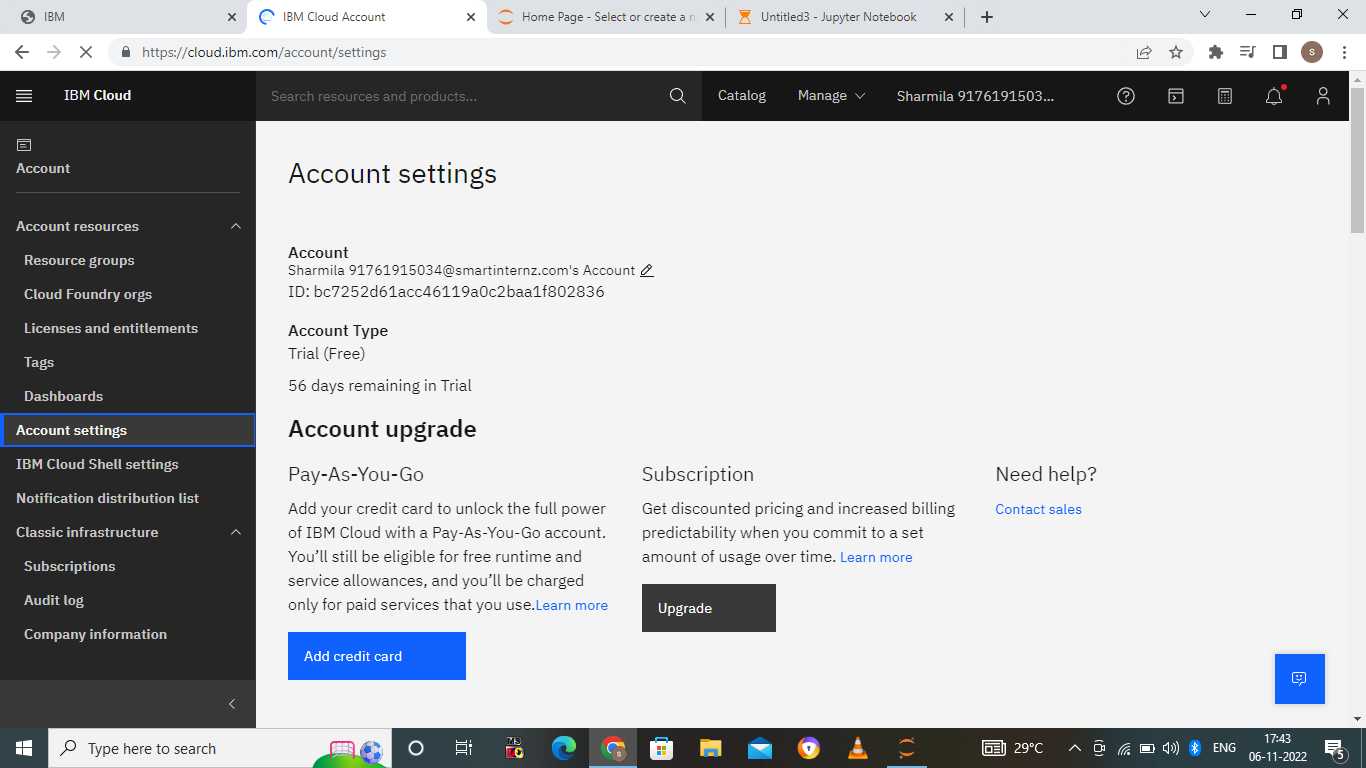 IBM
IBM Cloud Account
Home Page - Select or create a n
Untitled3 - Jupyter Notebook
https://cloud.ibm.com/account/settings
S
IBM Cloud
Search resources and products...
Catalog
Manage
Sharmila 9176191503...
Account
Account resources
Resource groups
Cloud Foundry orgs
Licenses and entitlements
Tags
Dashboards
Account settings
IBM Cloud Shell settings
Notification distribution list
Classic infrastructure
Subscriptions
Audit log
Company information
Account settings
Account
Sharmila 91761915034@smartinternz.com's Account
ID: bc7252d61acc46119a0c2baa1f802836
Account Type
Trial (Free)
56 days remaining in Trial
Account upgrade
Pay-As-You-Go
Add your credit card to unlock the full power
of IBM Cloud with a Pay-As-You-Go account.
You’ll still be eligible for free runtime and
service allowances, and you’ll be charged
only for paid services that you use.Learn more
Add credit card
Subscription
Get discounted pricing and increased billing
predictability when you commit to a set
amount of usage over time. Learn more
Upgrade
Need help?
Contact sales
Type here to search
29°C
ENG
17:43
06-11-2022
5